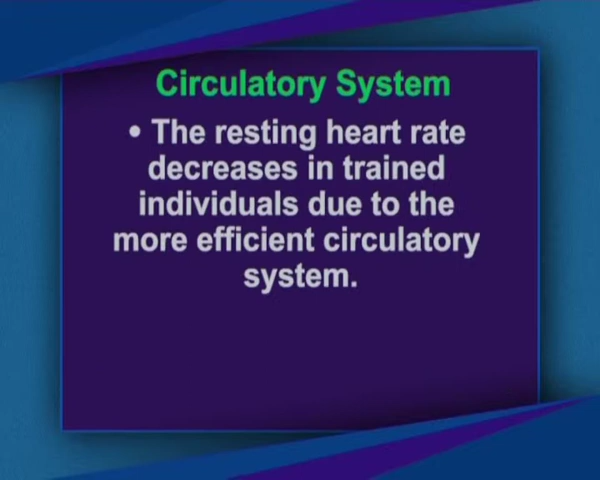 Circulatory System
• The resting heart rate
decreases in trained
individuals due to the
more efficient circulatory
system.